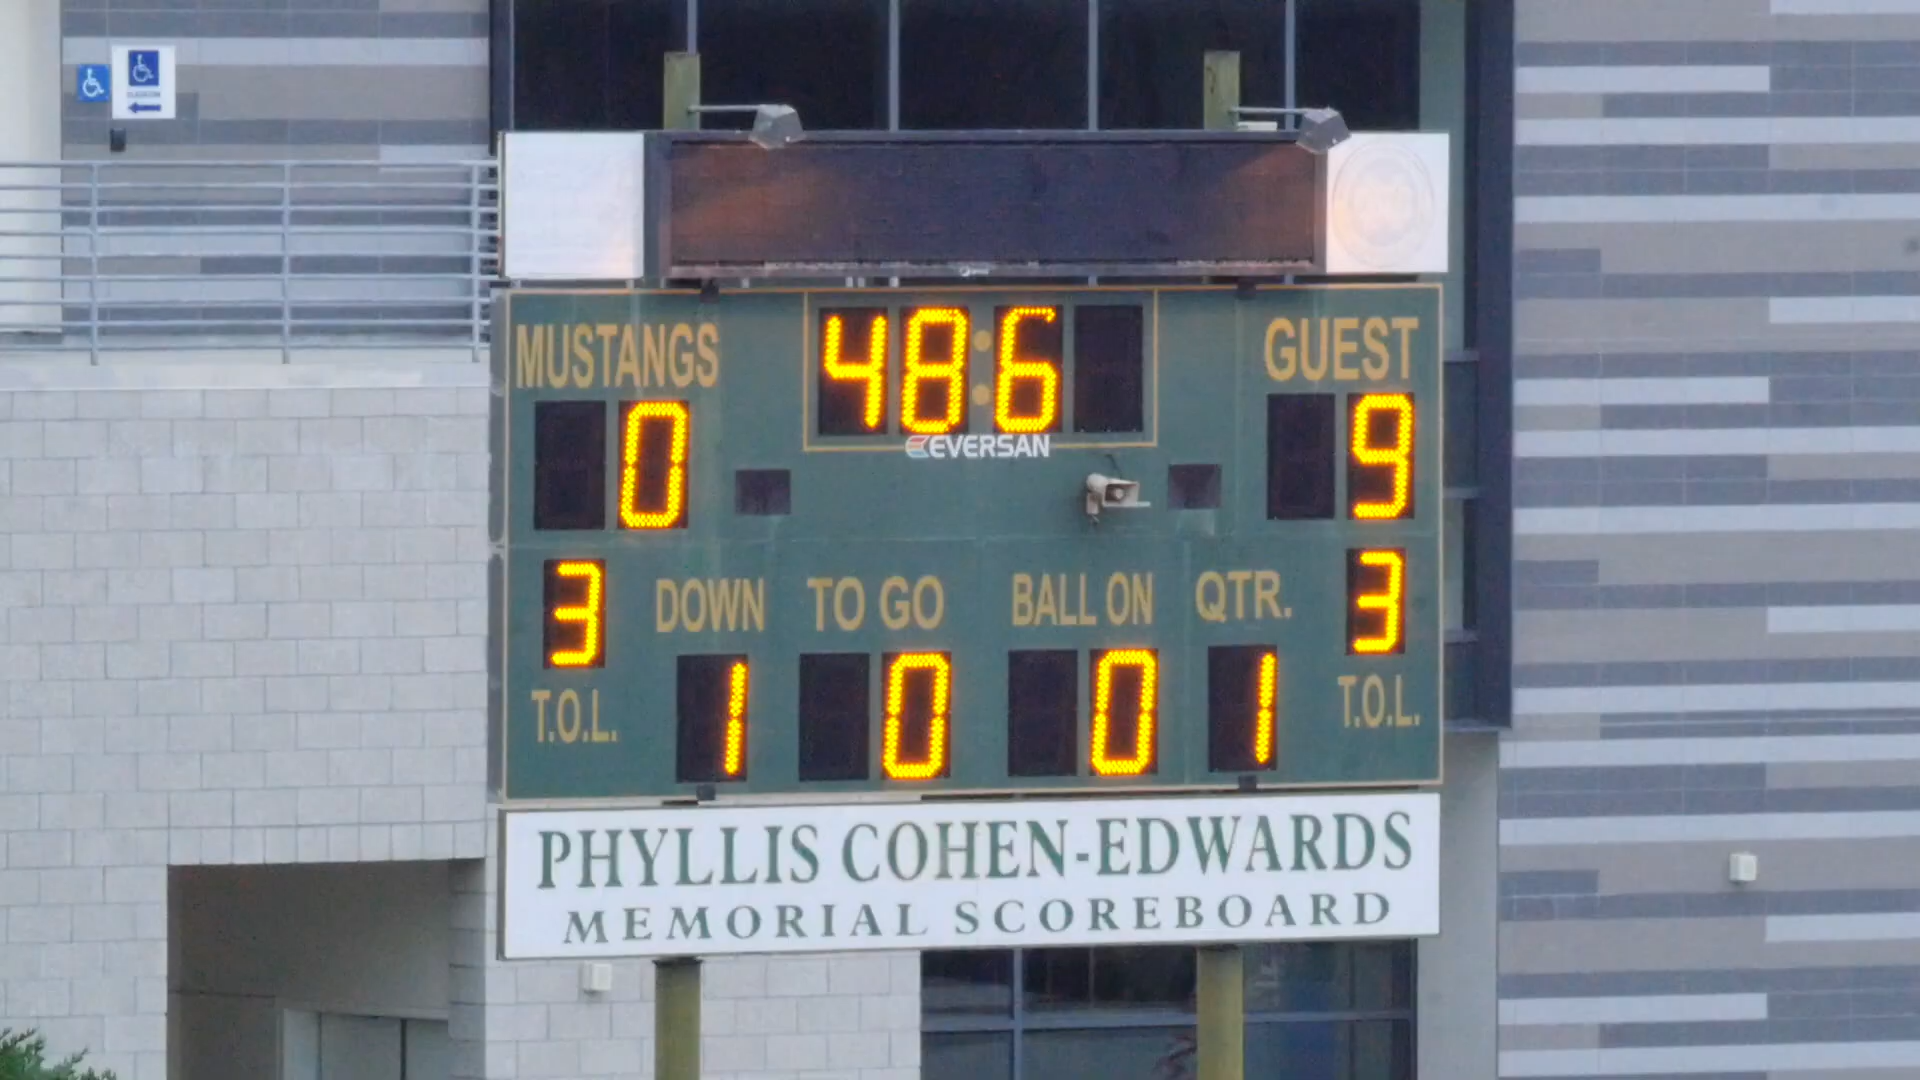 MUSTANGS 48:6 GUEST
0 9
EVERSAN
3 DOWN TO GO BALL ON QTR. 3
T.O.L. 1 0 0 1 T.O.L.
PHYLLIS COHEN-EDWARDS
MEMORIAL SCOREBOARD